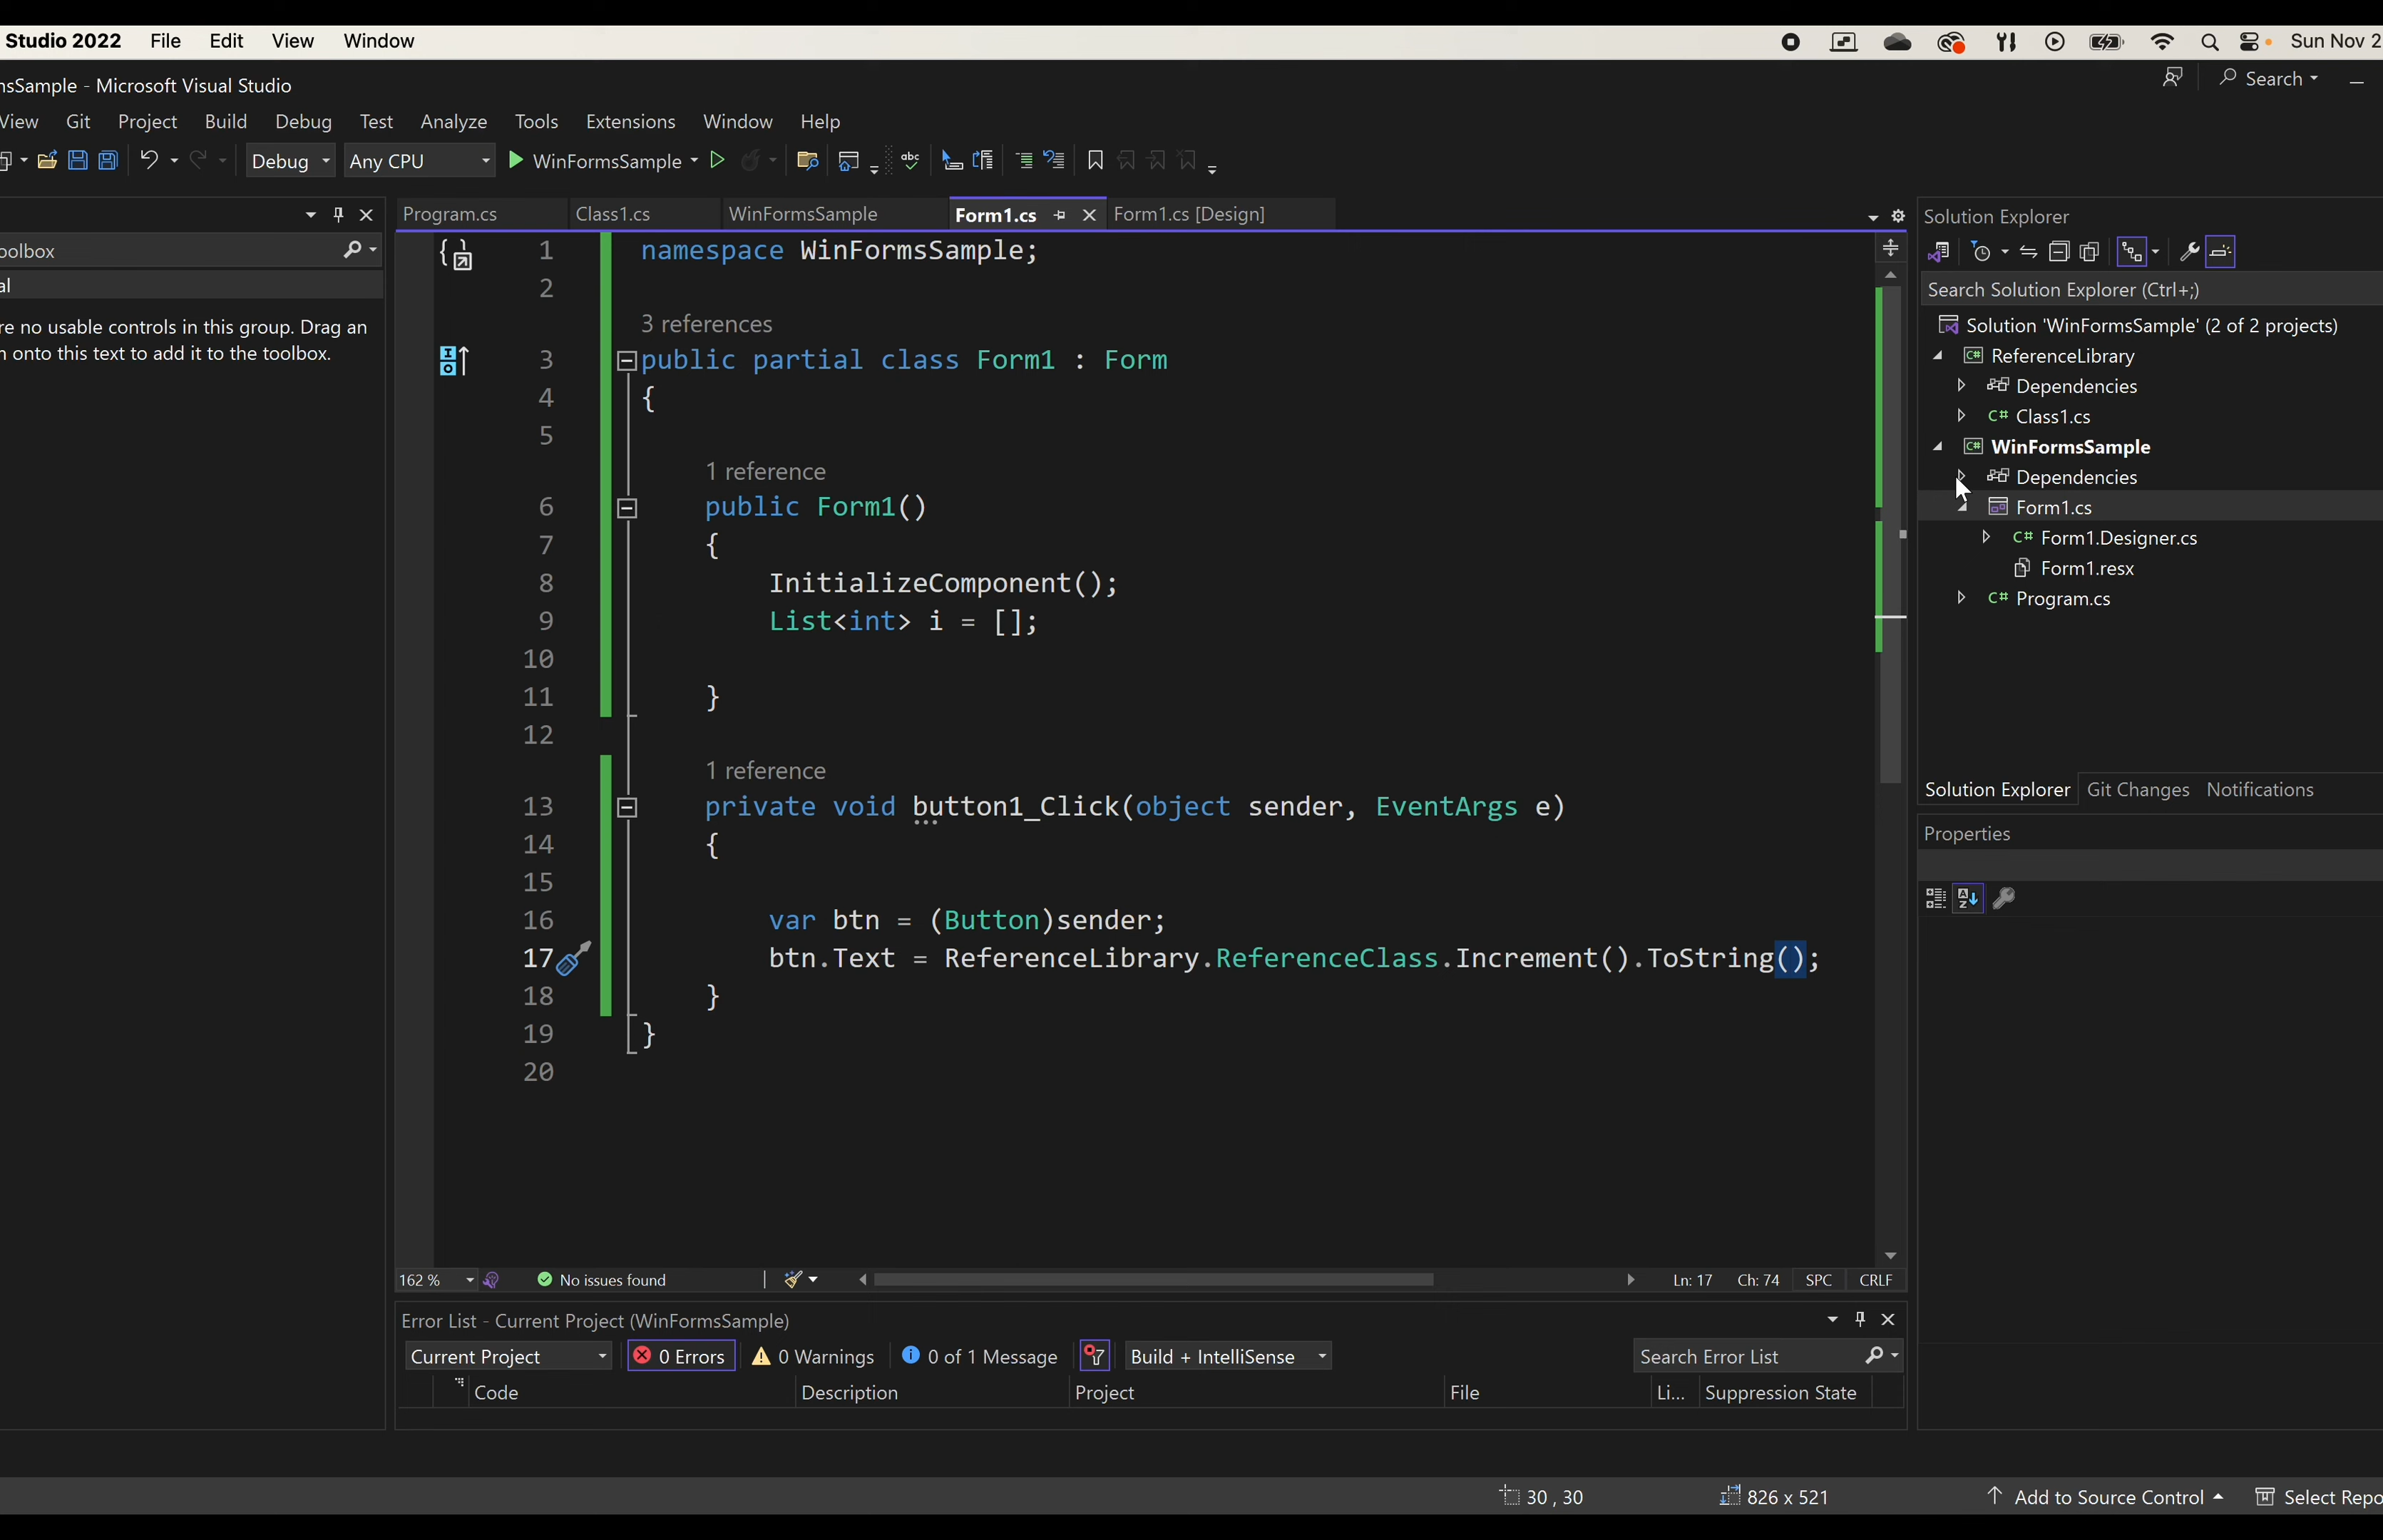 Studio 2022 File Edit View Window Sun Nov 2
nsSample - Microsoft Visual Studio Search
View Git Project Build Debug Test Analyze Tools Extensions Window Help
Debug Any CPU WinFormsSample abc
Program.cs Class1.cs WinFormsSample Form1.cs Form1.cs [Design]
oolbox
al
re no usable controls in this group. Drag an
n onto this text to add it to the toolbox.
1 namespace WinFormsSample;
2
3 references
3 public partial class Form1 : Form
4 {
5
1 reference
6 public Form1()
7 {
8 InitializeComponent();
9 List<int> i = [];
10
11 }
12
1 reference
13 private void button1_Click(object sender, EventArgs e)
14 {
15
16 var btn = (Button)sender;
17 btn.Text = ReferenceLibrary.ReferenceClass.Increment().ToString();
18 }
19 }
20
162 % No issues found Ln: 17 Ch: 74 SPC CRLF
Error List - Current Project (WinFormsSample)
Current Project 0 Errors 0 Warnings 0 of 1 Message Build + IntelliSense Search Error List
Code Description Project File Li... Suppression State
Solution Explorer
Search Solution Explorer (Ctrl+;)
Solution 'WinFormsSample' (2 of 2 projects)
C# ReferenceLibrary
Dependencies
C# Class1.cs
C# WinFormsSample
Dependencies
Form1.cs
C# Form1.Designer.cs
Form1.resx
C# Program.cs
Solution Explorer Git Changes Notifications
Properties
30 , 30 826 x 521 Add to Source Control Select Repo